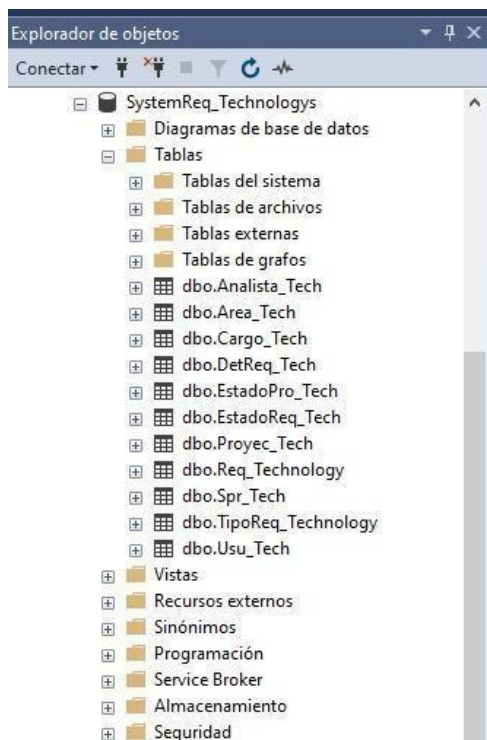 Explorador de objetos
Conectar
SystemReq_Technologys
Diagramas de base de datos
Tablas
Tablas del sistema
Tablas de archivos
Tablas externas
Tablas de grafos
dbo.Analista_Tech
dbo.Area_Tech
dbo.Cargo_Tech
dbo.DetReq_Tech
dbo.EstadoPro_Tech
dbo.EstadoReq_Tech
dbo.Proyec_Tech
dbo.Req_Technology
dbo.Spr_Tech
dbo.TipoReq_Technology
dbo.Usu_Tech
Vistas
Recursos externos
Sinónimos
Programación
Service Broker
Almacenamiento
Seguridad